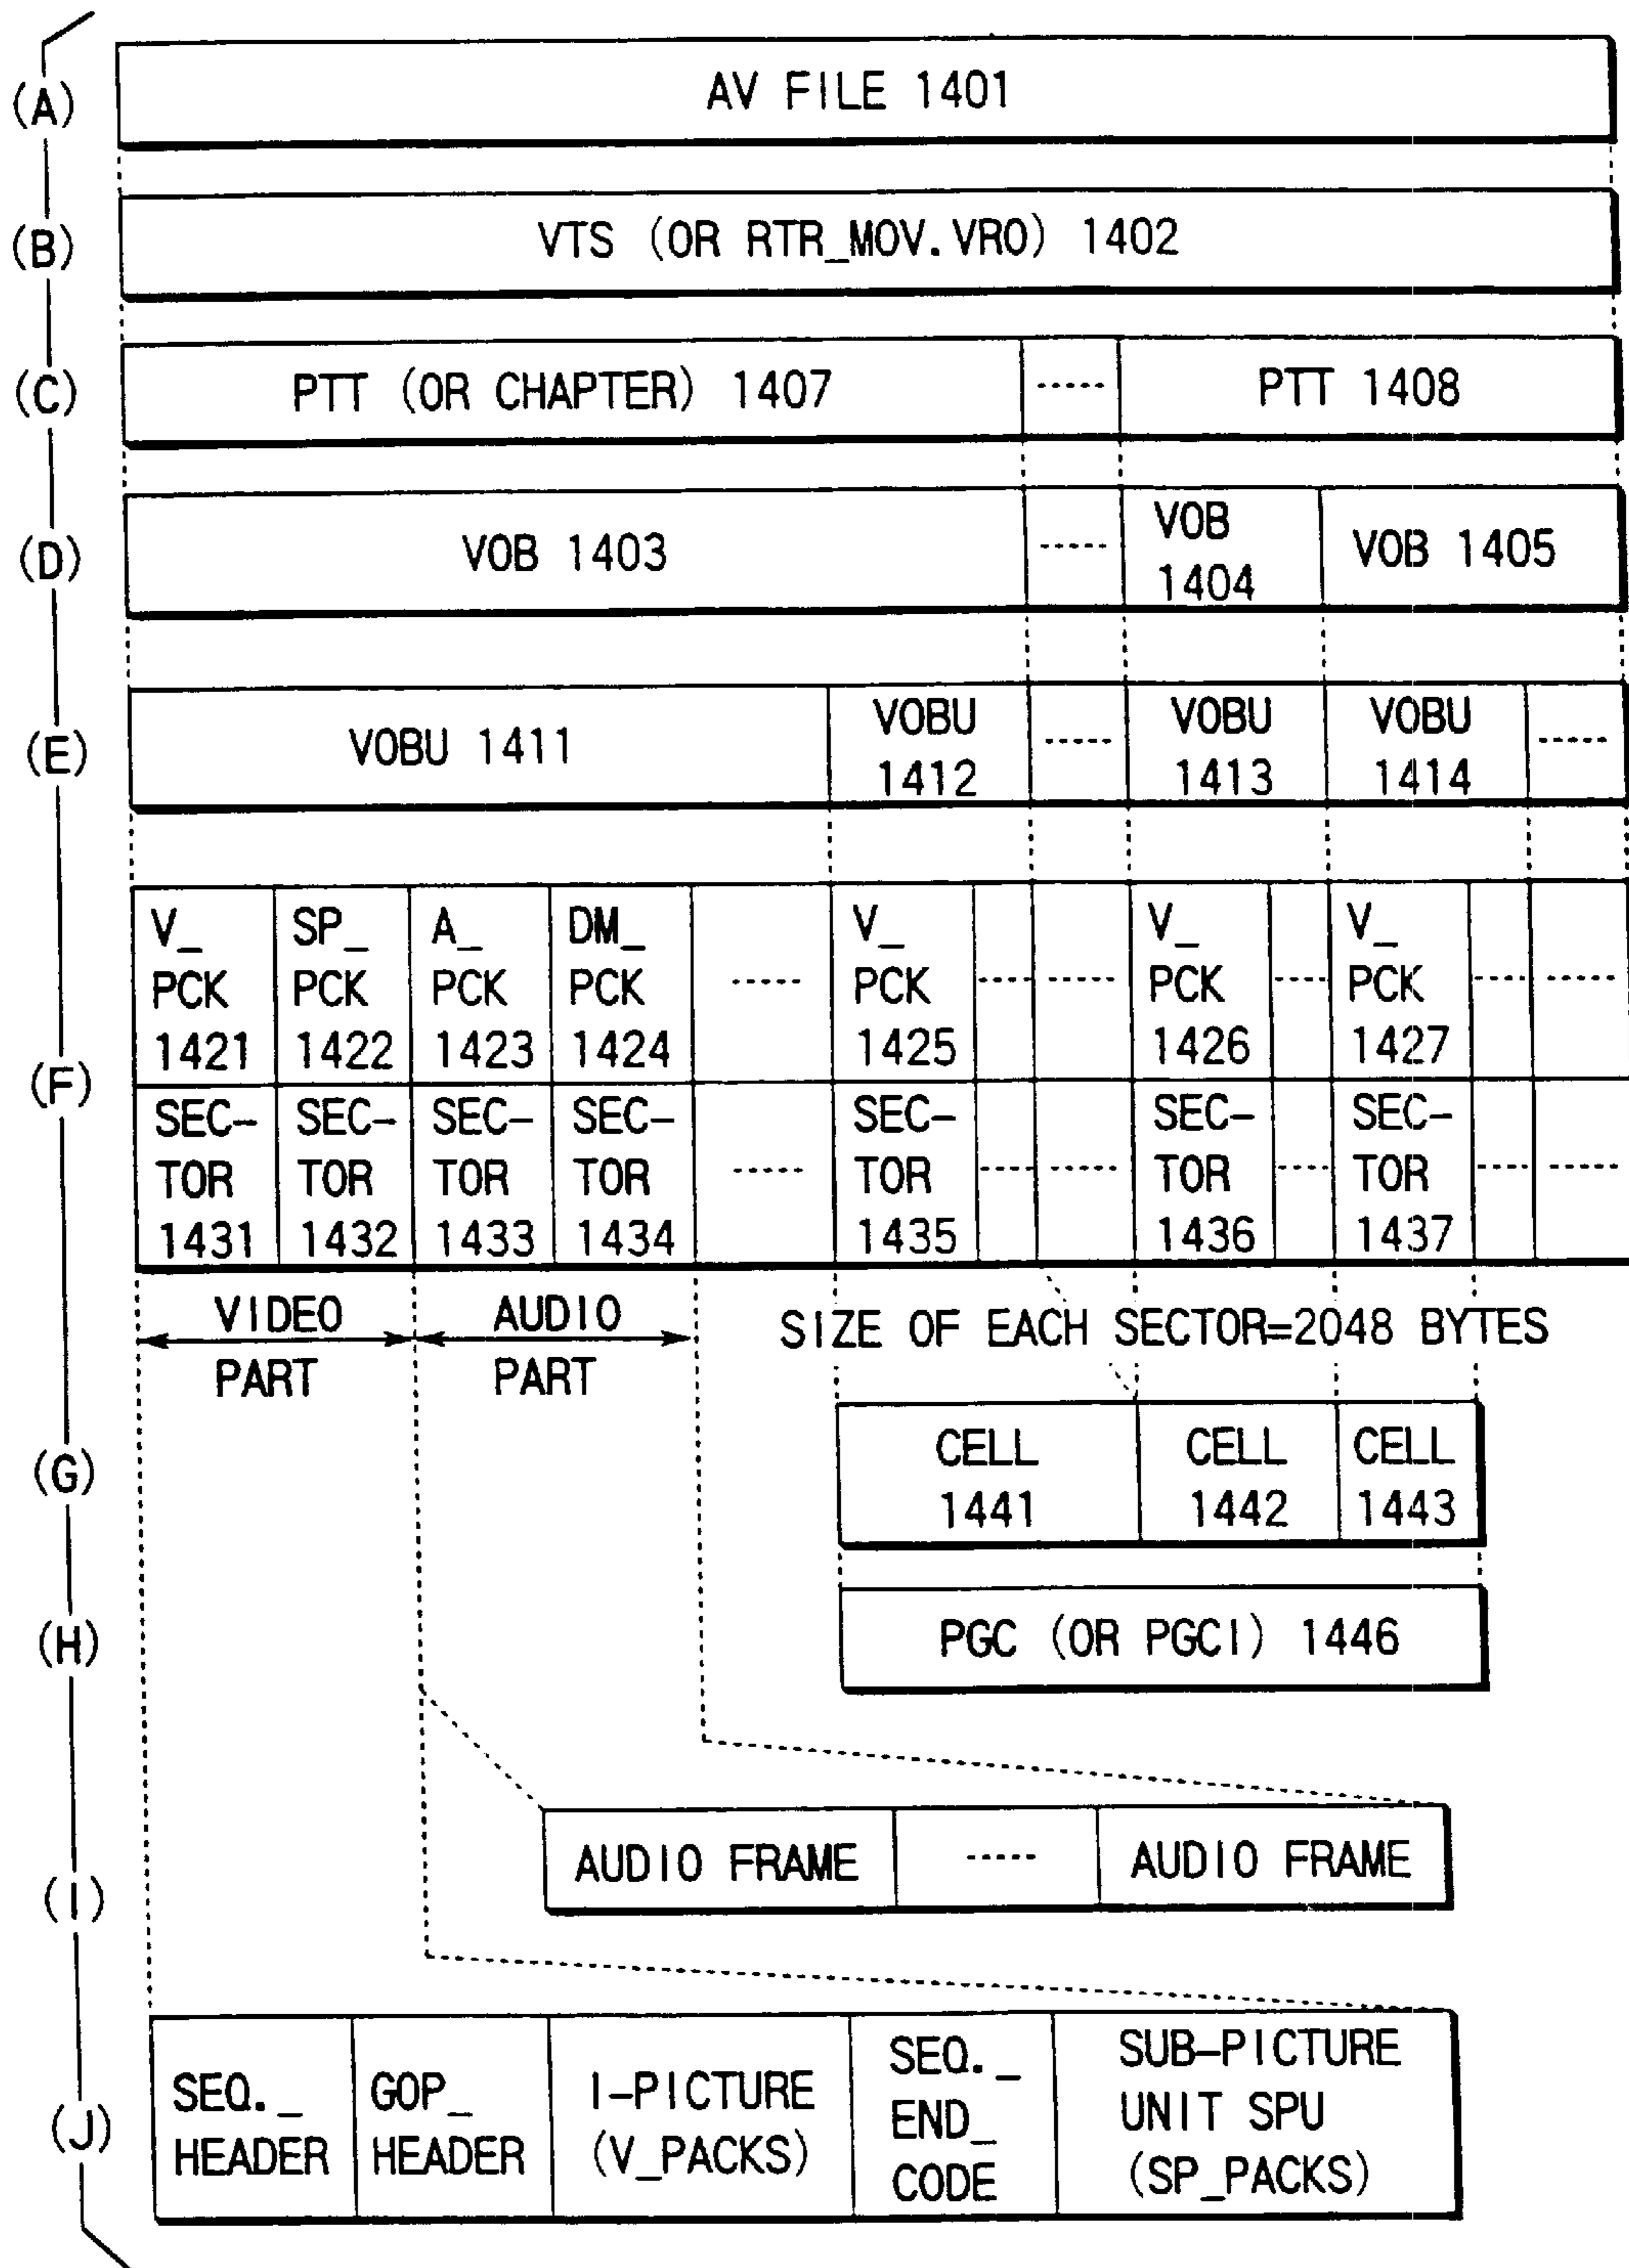 (A)
AV FILE 1401
(B)
VTS (OR RTR_MOV.VRO) 1402
(C)
PTT (OR CHAPTER) 1407
-----
PTT 1408
(D)
VOB 1403
-----
VOB
1404
VOB 1405
(E)
VOBU 1411
VOBU
1412
-----
VOBU
1413
VOBU
1414
-----
(F)
V_
PCK
1421
SP_
PCK
1422
A_
PCK
1423
DM_
PCK
1424
-----
V_
PCK
1425
V_
PCK
1426
V_
PCK
1427
SEC-
TOR
1431
SEC-
TOR
1432
SEC-
TOR
1433
SEC-
TOR
1434
-----
SEC-
TOR
1435
SEC-
TOR
1436
SEC-
TOR
1437
VIDEO
PART
AUDIO
PART
SIZE OF EACH SECTOR=2048 BYTES
(G)
CELL
1441
CELL
1442
CELL
1443
(H)
PGC (OR PGCI) 1446
(I)
AUDIO FRAME
-----
AUDIO FRAME
(J)
SEQ._
HEADER
GOP_
HEADER
I-PICTURE
(V_PACKS)
SEQ._
END_
CODE
SUB-PICTURE
UNIT SPU
(SP_PACKS)